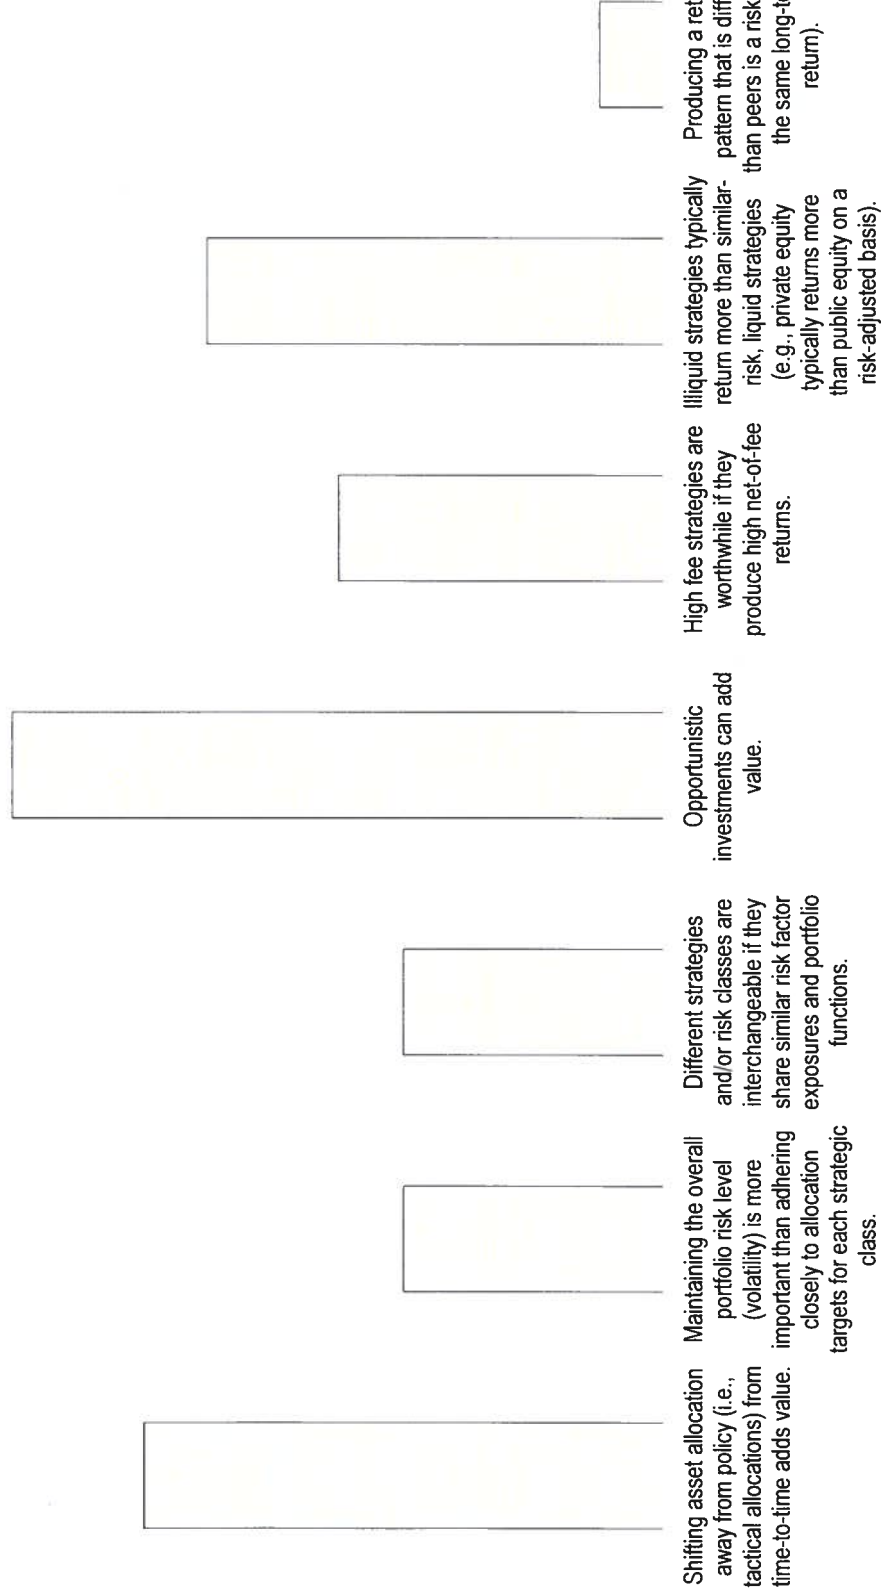 Shifting asset allocation
away from policy (i.e.,
tactical allocations) from
time-to-time adds value.
Maintaining the overall
portfolio risk level
(volatility) is more
important than adhering
closely to allocation
targets for each strategic
class.
Different strategies
and/or risk classes are
interchangeable if they
share similar risk factor
exposures and portfolio
functions.
Opportunistic
investments can add
value.
High fee strategies are
worthwhile if they
produce high net-of-fee
returns.
Illiquid strategies typically
return more than similar-
risk, liquid strategies
(e.g., private equity
typically returns more
than public equity on a
risk-adjusted basis).
Producing a ret
pattern that is diff
than peers is a risk
the same long-t
return).